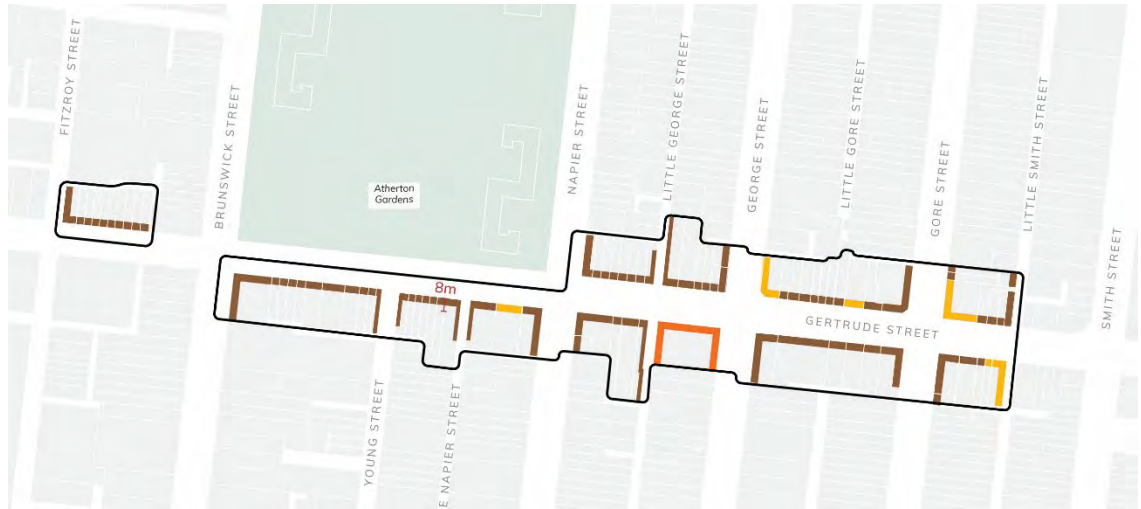 FITZROY STREET
BRUNSWICK STREET
Atherton
Gardens
NAPIER STREET
LITTLE GEORGE STREET
GEORGE STREET
LITTLE GORE STREET
GORE STREET
LITTLE SMITH STREET
SMITH STREET
8m
1
GERTRUDE STREET
YOUNG STREET
E NAPIER STREET